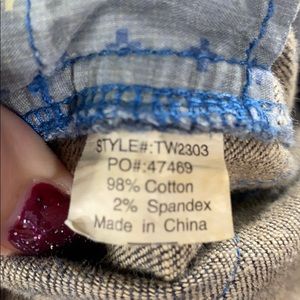 STYLE#:TW2303
PO#:47469
98% Cotton
2% Spandex
Made in China